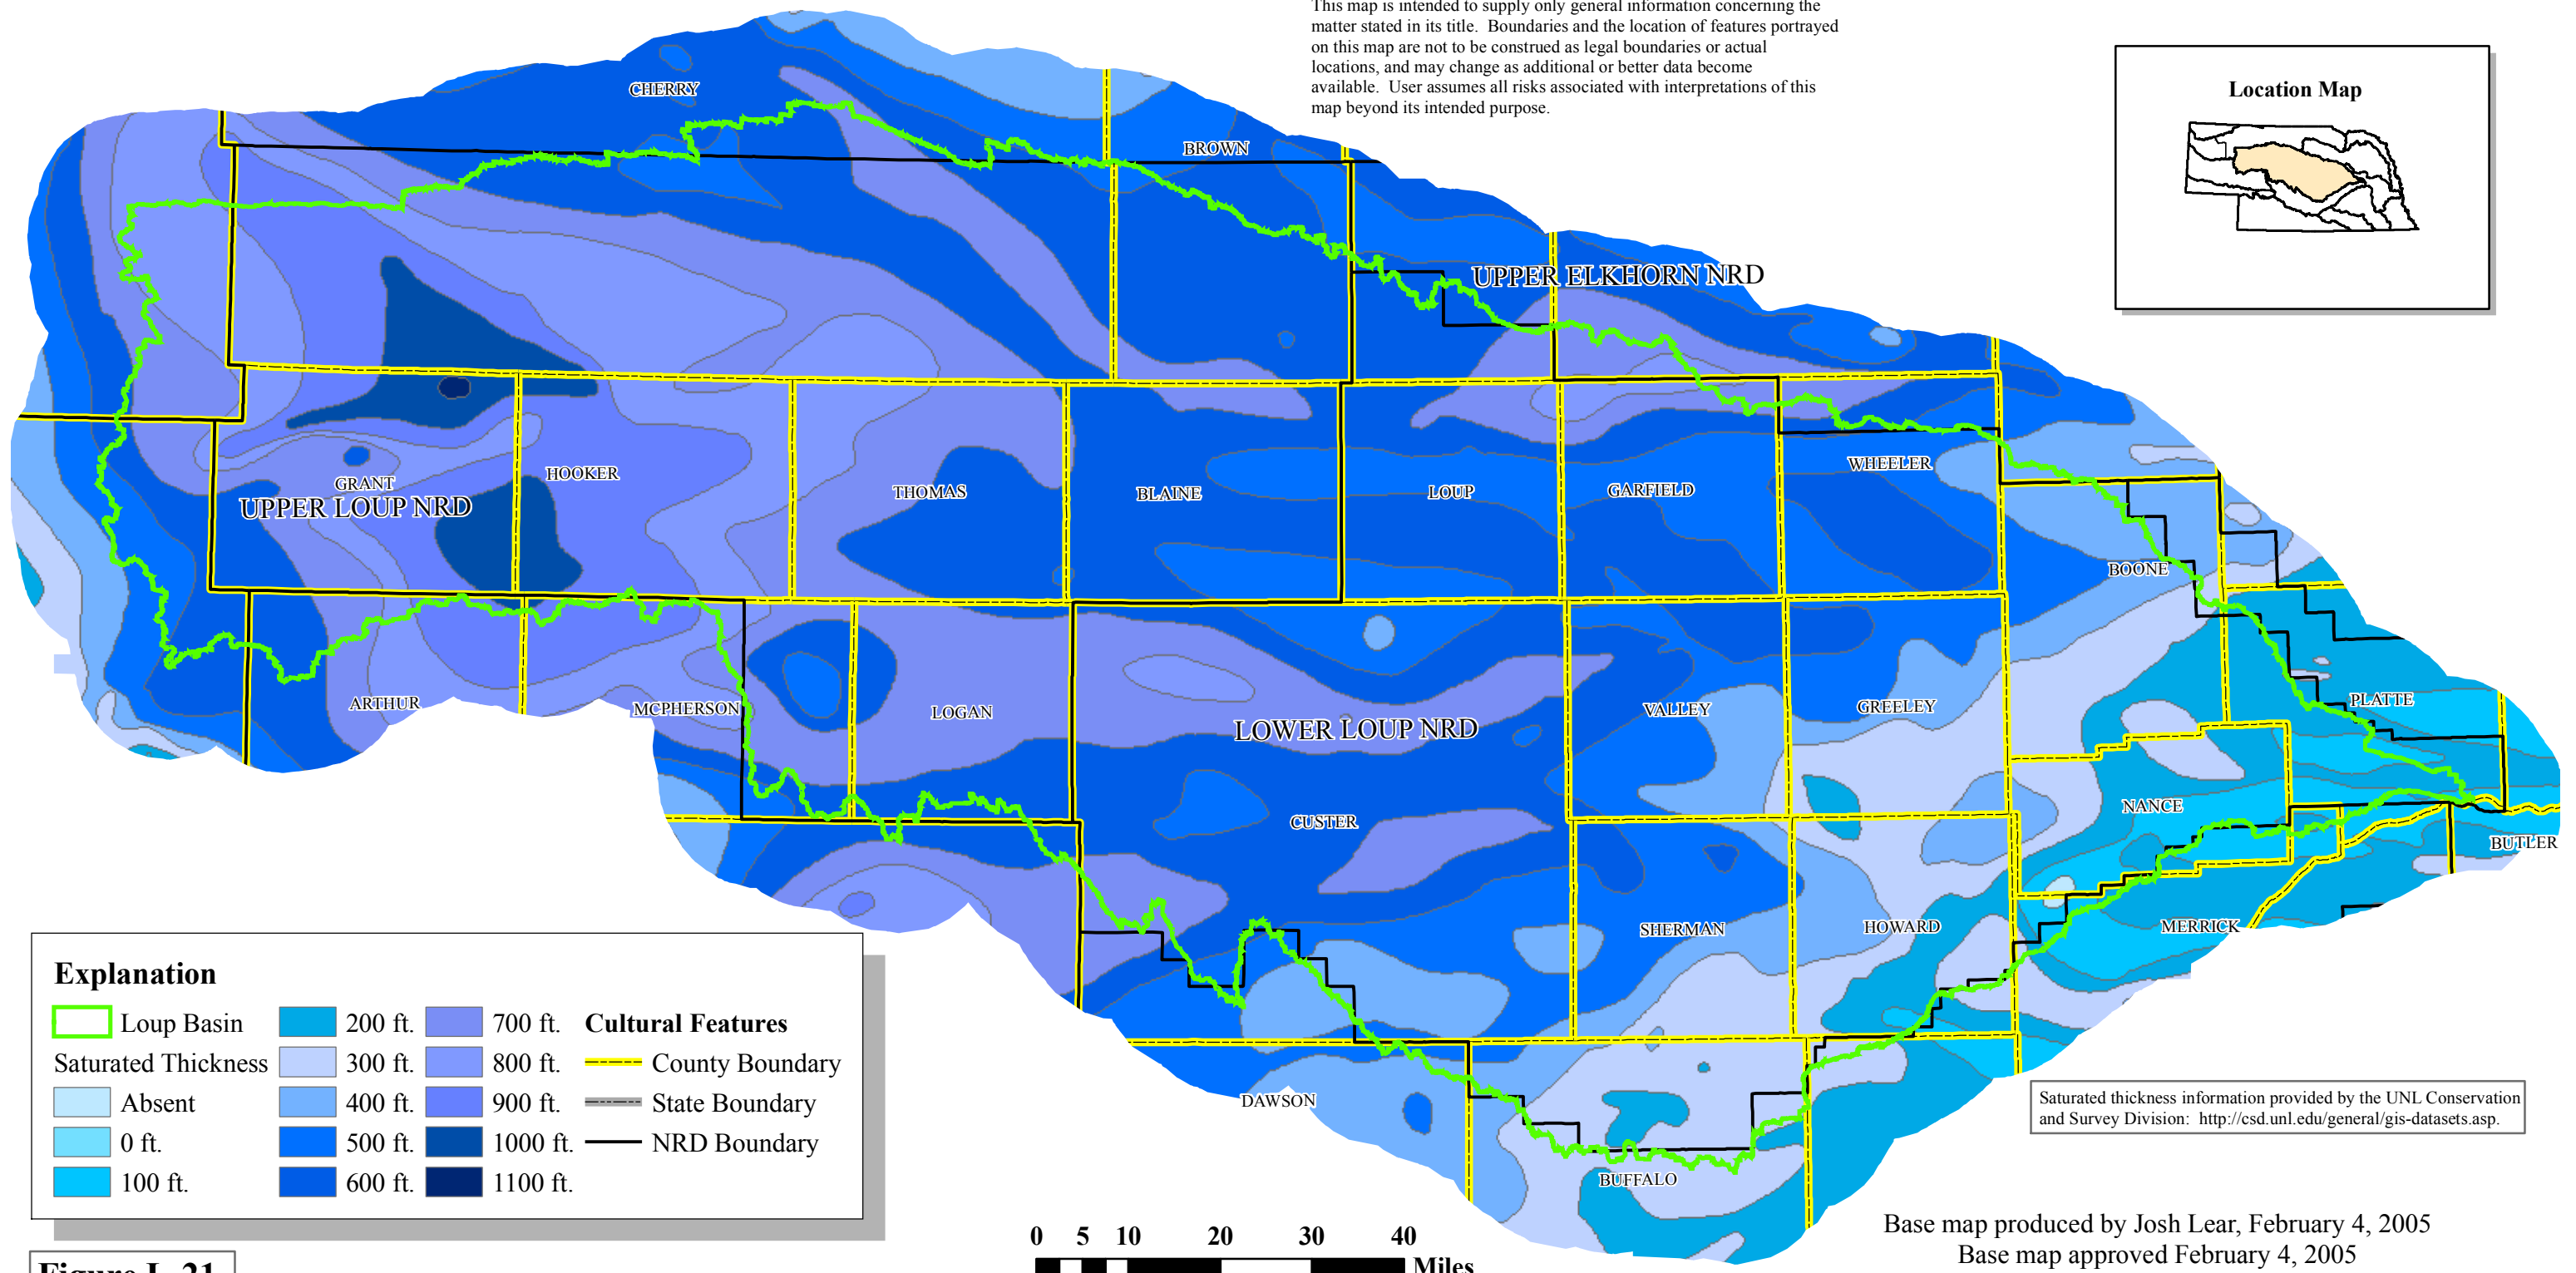 This map is intended to supply only general information concerning the
matter stated in its title. Boundaries and the location of features portrayed
on this map are not to be construed as legal boundaries or actual
locations, and may change as additional or better data become
available. User assumes all risks associated with interpretations of this
map beyond its intended purpose.
Location Map
CHERRY
BROWN
UPPER ELKHORN NRD
GRANT
HOOKER
THOMAS
BLAINE
LOUP
GARFIELD
WHEELER
UPPER LOUP NRD
BOONE
ARTHUR
MCPHERSON
LOGAN
LOWER LOUP NRD
VALLEY
GREELEY
PLATTE
CUSTER
NANCE
BUTLER
SHERMAN
HOWARD
MERRICK
DAWSON
BUFFALO
Explanation
Loup Basin
Saturated Thickness
Absent
0 ft.
100 ft.
200 ft.
300 ft.
400 ft.
500 ft.
600 ft.
700 ft.
800 ft.
900 ft.
1000 ft.
1100 ft.
Cultural Features
County Boundary
State Boundary
NRD Boundary
Saturated thickness information provided by the UNL Conservation
and Survey Division: http://csd.unl.edu/general/gis-datasets.asp.
0 5 10 20 30 40
Miles
Base map produced by Josh Lear, February 4, 2005
Base map approved February 4, 2005
Figure L-21